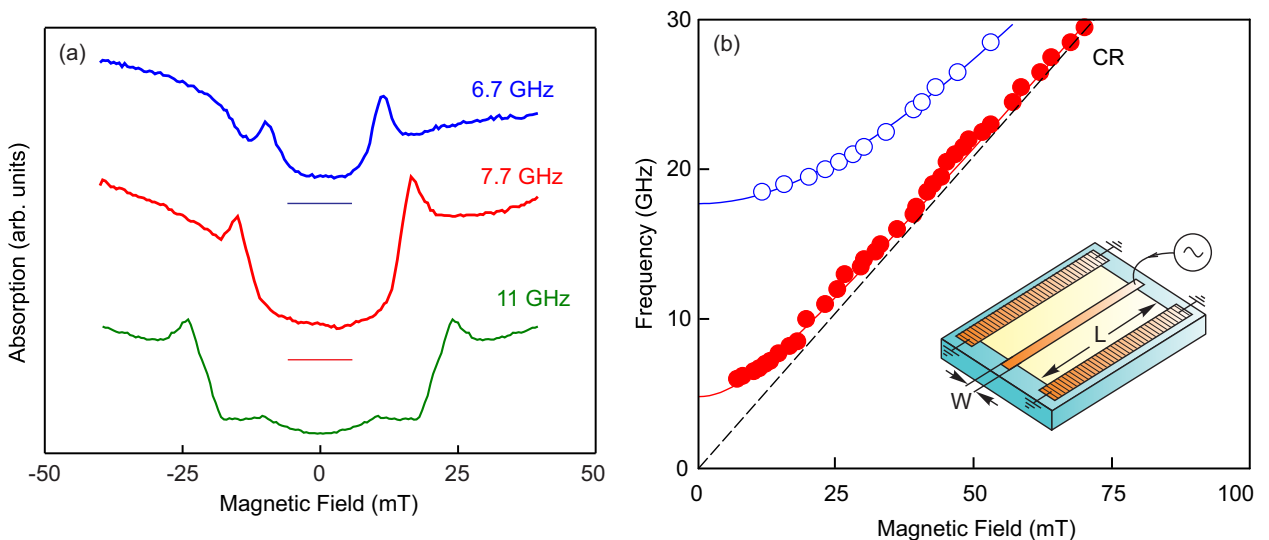 (a)
6.7 GHz
7.7 GHz
11 GHz
Absorption (arb. units)
-50
-25
0
25
50
Magnetic Field (mT)
(b)
CR
30
20
10
0
Frequency (GHz)
L
W
0
25
50
75
100
Magnetic Field (mT)